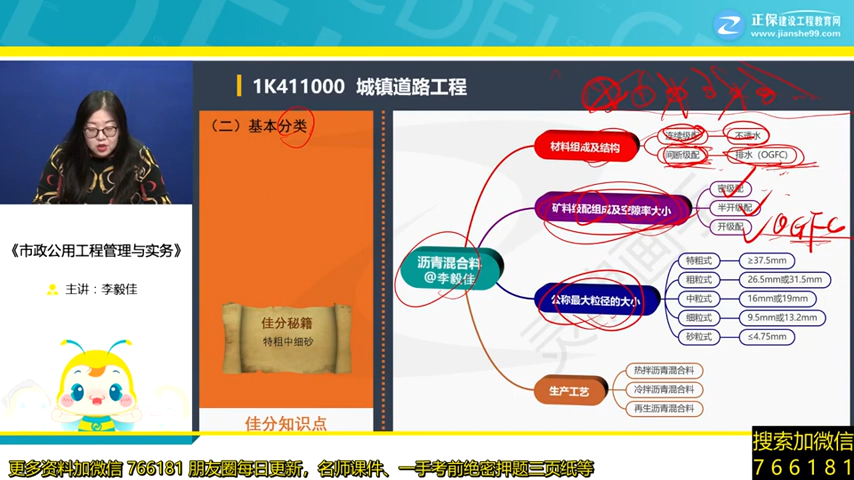 正保建设工程教育网
www.jianshe99.com
1K411000 城镇道路工程
（二）基本分类
材料组成及结构
连续级配
不透水
间断级配
排水（OGFC）
矿料级配组成及空隙率大小
密级配
半开级配
开级配
OGFC
沥青混合料
@李毅佳
公称最大粒径的大小
特粗式
≥37.5mm
粗粒式
26.5mm或31.5mm
中粒式
16mm或19mm
细粒式
9.5mm或13.2mm
砂粒式
≤4.75mm
生产工艺
热拌沥青混合料
冷拌沥青混合料
再生沥青混合料
《市政公用工程管理与实务》
主讲：李毅佳
佳分秘籍
特粗中细砂
佳分知识点
搜索加微信
766181
更多资料加微信 766181 朋友圈每日更新，名师课件、一手考前绝密押题三页纸等